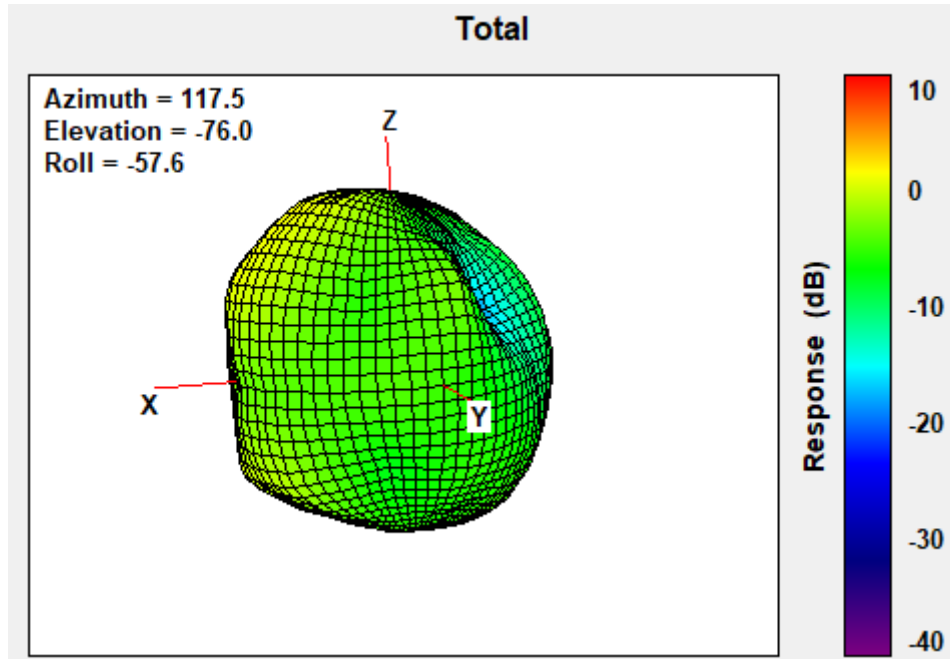 Total
Azimuth = 117.5
Elevation = -76.0
Roll = -57.6
Z
X
Y
10
0
-10
-20
-30
-40
Response (dB)